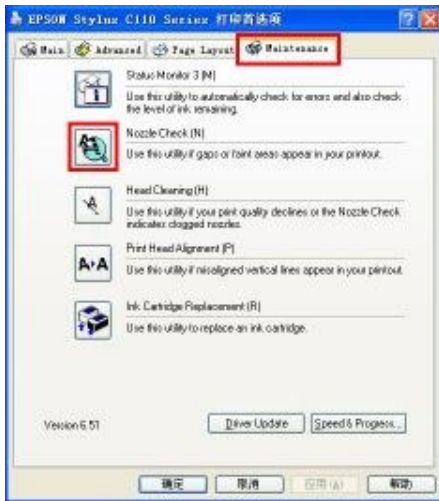 EPSON Stylus C110 Series 打印首选项
Main Advanced Page Layout Maintenance
Status Monitor 3 (M)
Use this utility to automatically check for errors and also check
the level of ink remaining.
Nozzle Check (N)
Use this utility if gaps or faint areas appear in your printout.
Head Cleaning (H)
Use this utility if your print quality declines or the Nozzle Check
indicates clogged nozzles.
Print Head Alignment (P)
Use this utility if misaligned vertical lines appear in your printout.
Ink Cartridge Replacement (R)
Use this utility to replace an ink cartridge.
Version 6.51 Driver Update Speed & Progress...
确定 取消 应用(A) 帮助